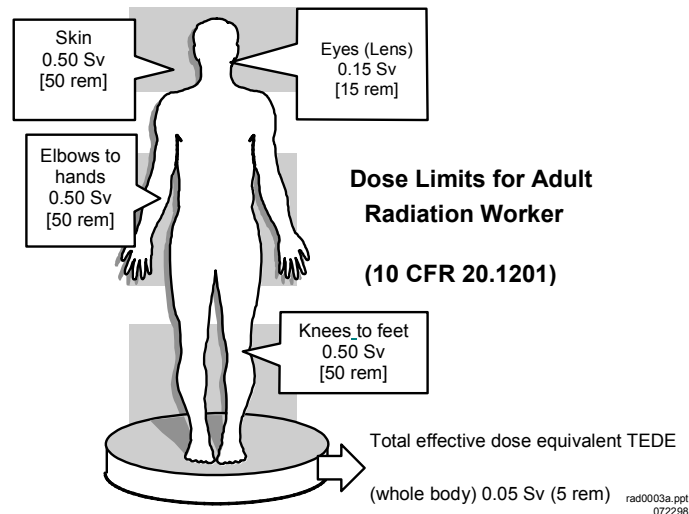 Skin
0.50 Sv
[50 rem]
Eyes (Lens)
0.15 Sv
[15 rem]
Elbows to
hands
0.50 Sv
[50 rem]
Dose Limits for Adult
Radiation Worker
(10 CFR 20.1201)
Knees to feet
0.50 Sv
[50 rem]
Total effective dose equivalent TEDE
(whole body) 0.05 Sv (5 rem)
rad0003a.ppt
072298